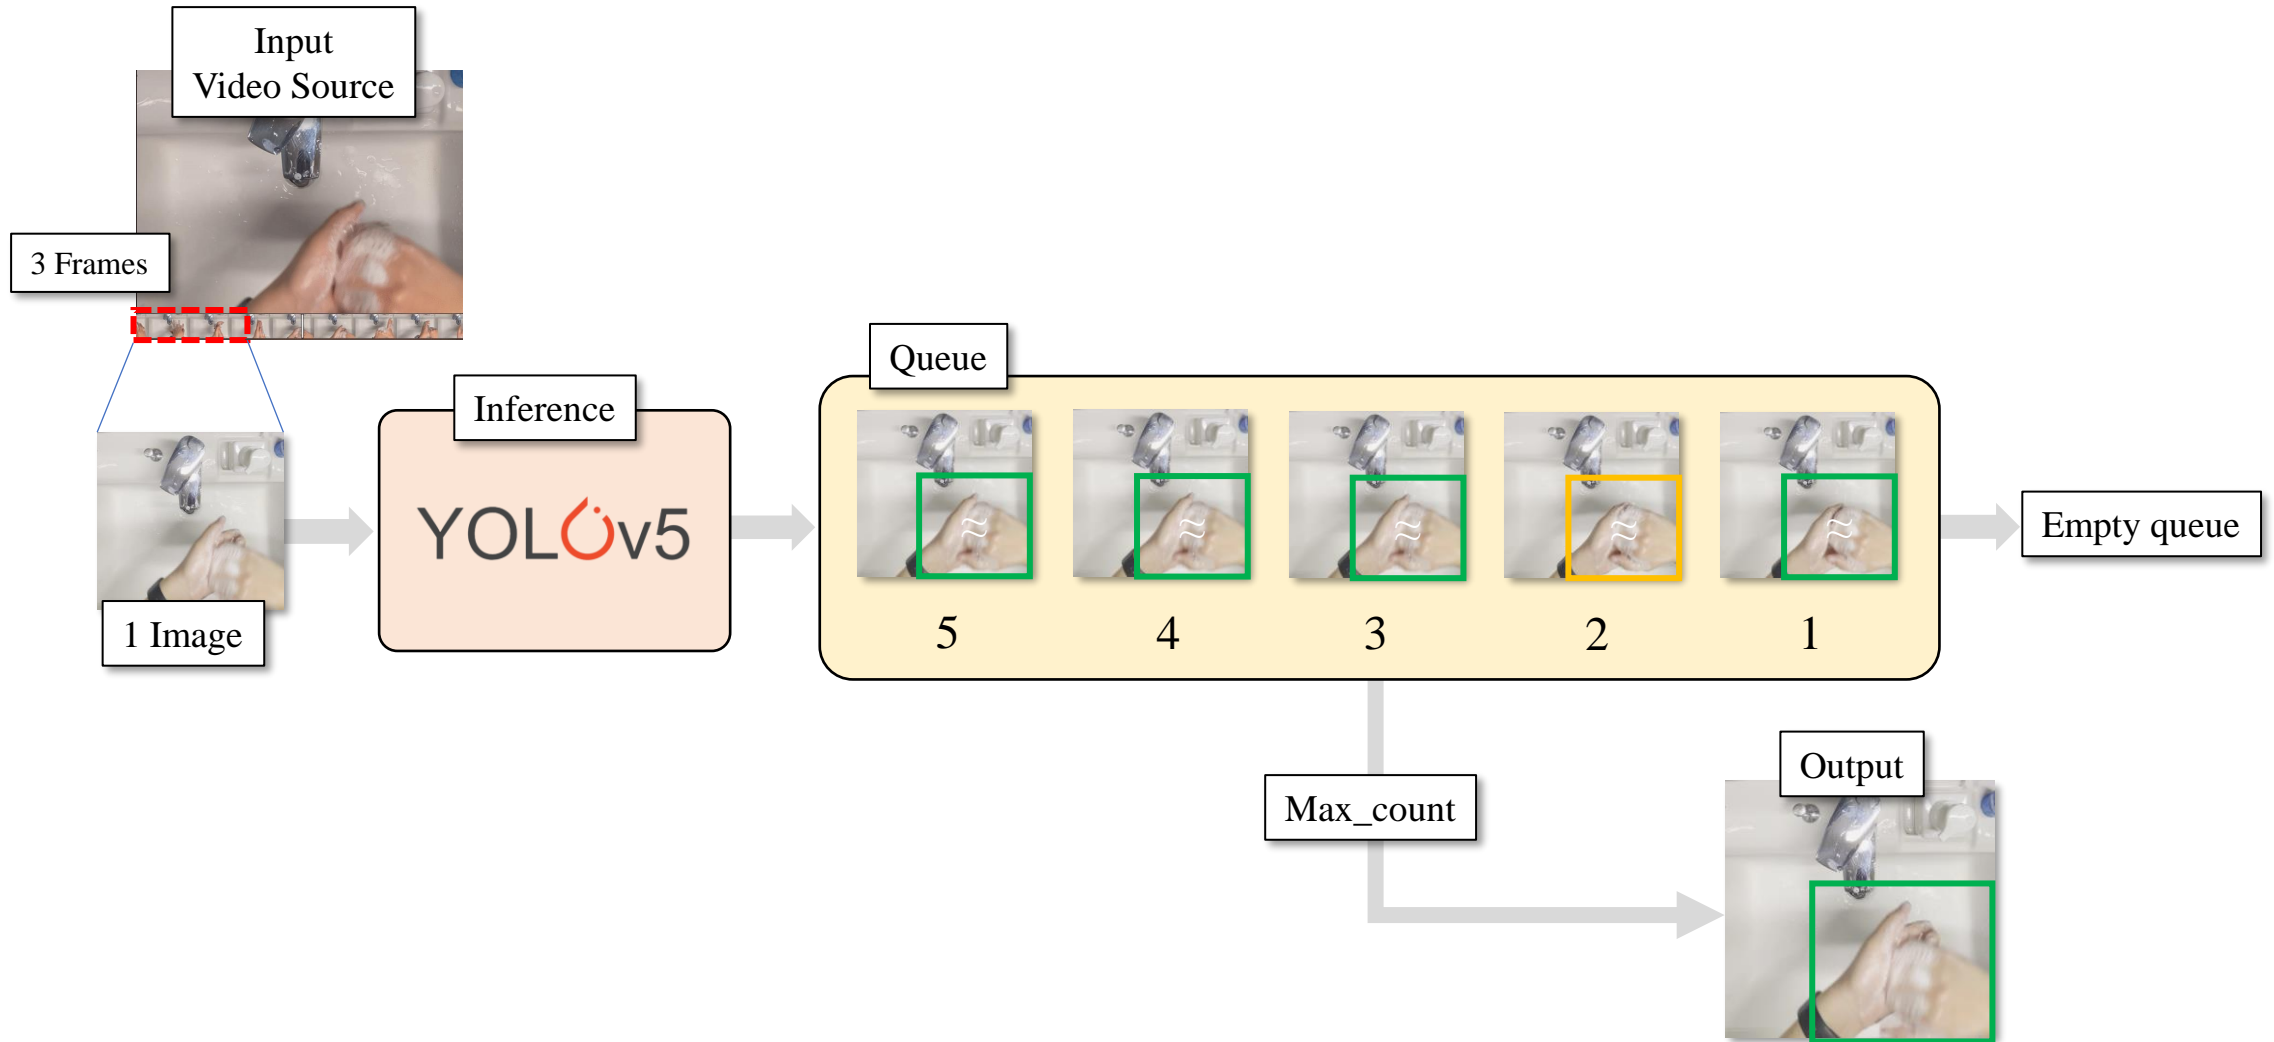 Input
Video Source
3 Frames
1 Image
Inference
YOLOv5
Queue
5
4
3
2
1
Empty queue
Max_count
Output